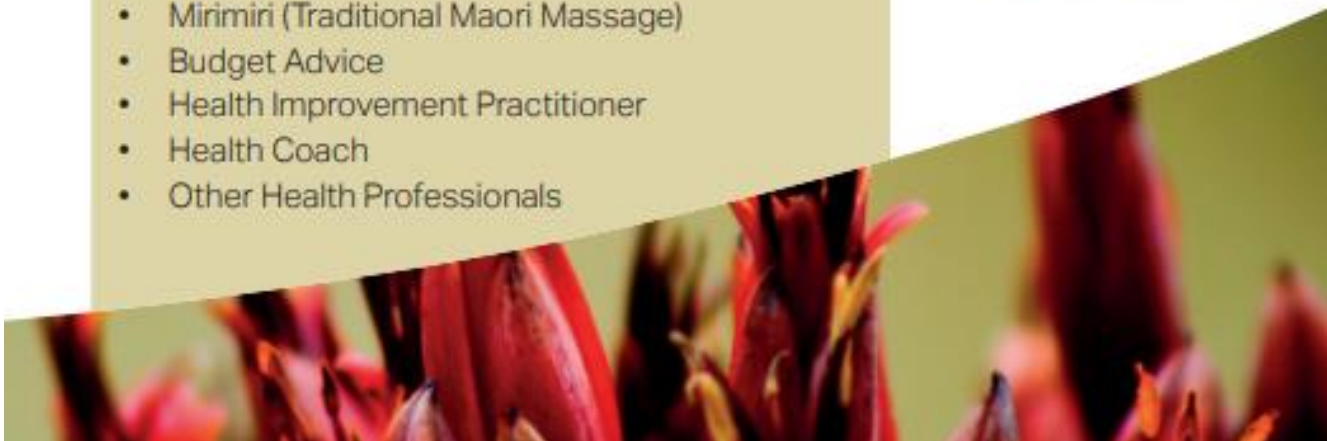 • Mirimiri (Traditional Maori Massage)
• Budget Advice
• Health Improvement Practitioner
• Health Coach
• Other Health Professionals